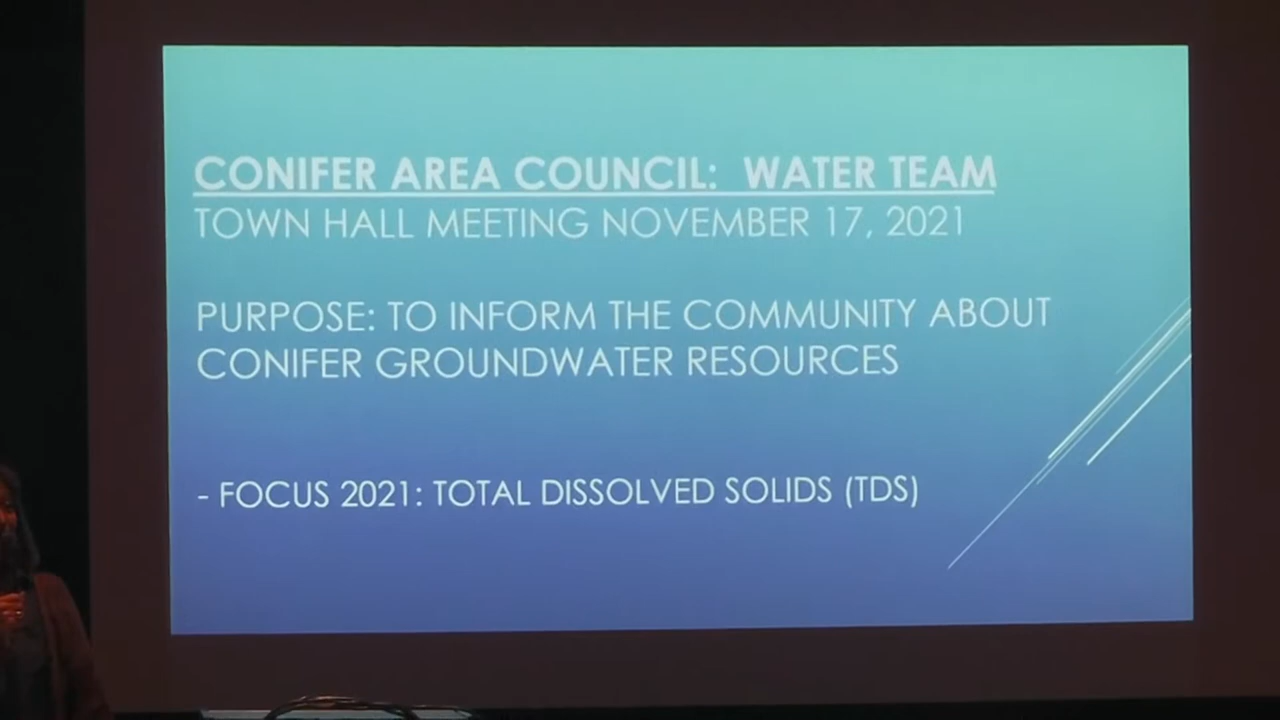 CONIFER AREA COUNCIL: WATER TEAM
TOWN HALL MEETING NOVEMBER 17, 2021
PURPOSE: TO INFORM THE COMMUNITY ABOUT
CONIFER GROUNDWATER RESOURCES
- FOCUS 2021: TOTAL DISSOLVED SOLIDS (TDS)